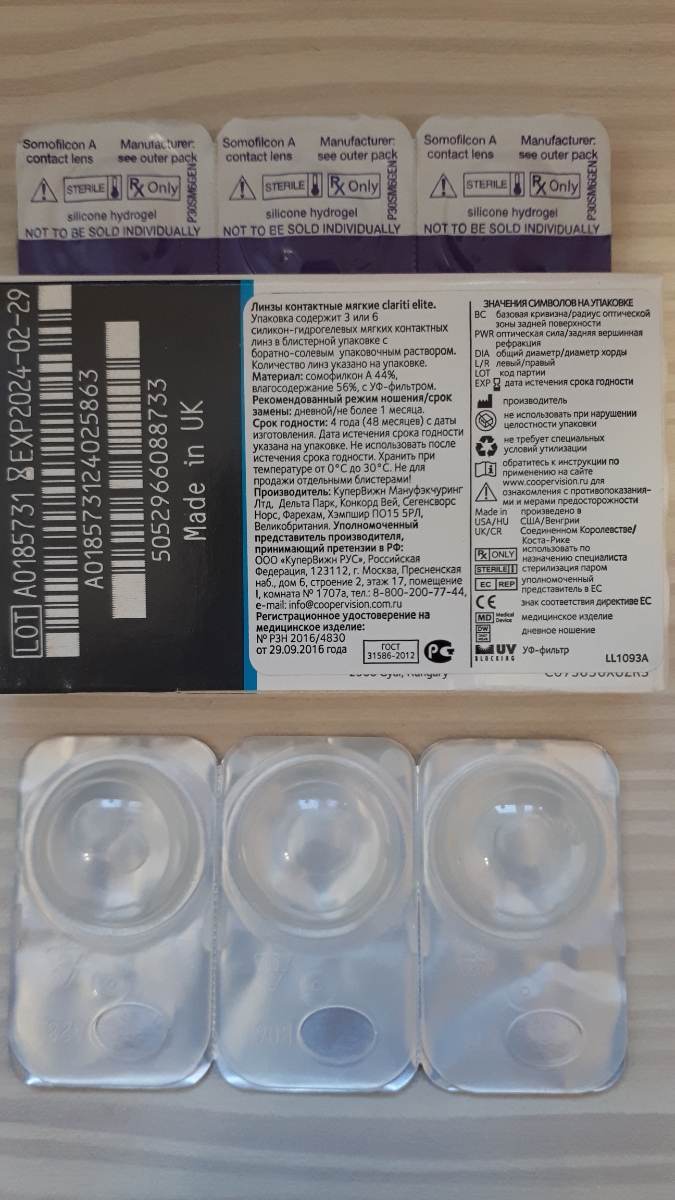 Somofilcon A
contact lens
Manufacturer:
see outer pack
STERILE
Rx Only
P30SM6GEN
silicone hydrogel
NOT TO BE SOLD INDIVIDUALLY
Somofilcon A
contact lens
Manufacturer:
see outer pack
STERILE
Rx Only
P30SM6GEN
silicone hydrogel
NOT TO BE SOLD INDIVIDUALLY
Somofilcon A
contact lens
Manufacturer:
see outer pack
STERILE
Rx Only
P30SM6GEN
silicone hydrogel
NOT TO BE SOLD INDIVIDUALLY
LOT A0185731 EXP2024-02-29
A018573124025863
5052966088733
Made in UK
Линзы контактные мягкие clariti elite.
Упаковка содержит 3 или 6
силикон-гидрогелевых мягких контактных
линз в блистерной упаковке с
боратно-солевым упаковочным раствором.
Количество линз указано на упаковке.
Материал: сомофилкон А 44%,
влагосодержание 56%, с УФ-фильтром.
Рекомендованный режим ношения/срок
замены: дневной/не более 1 месяца.
Срок годности: 4 года (48 месяцев) с даты
изготовления. Дата истечения срока годности
указана на упаковке. Не использовать после
истечения срока годности. Хранить при
температуре от 0°С до 30°С. Не для
продажи отдельными блистерами!
Производитель: КуперВижн Мануфэкчуринг
Лтд, Дельта Парк, Конкорд Вей, Сегенсворс
Норс, Фарехам, Хэмпшир ПО15 5РЛ,
Великобритания. Уполномоченный
представитель производителя,
принимающий претензии в РФ:
ООО «КуперВижн РУС», Российская
Федерация, 123112, г. Москва, Пресненская
наб., дом 6, строение 2, этаж 17, помещение
I, комната № 1707а, тел.: 8-800-200-77-44,
e-mail: info@coopervision.com.ru
Регистрационное удостоверение на
медицинское изделие:
№ РЗН 2016/4830
от 29.09.2016 года
ГОСТ
31586-2012
ЗНАЧЕНИЯ СИМВОЛОВ НА УПАКОВКЕ
BC базовая кривизна/радиус оптической
зоны задней поверхности
PWR оптическая сила/задняя вершинная
рефракция
DIA общий диаметр/диаметр хорды
L/R левый/правый
LOT код партии
EXP дата истечения срока годности
производитель
не использовать при нарушении
целостности упаковки
не требует специальных
условий утилизации
обратитесь к инструкции по
применению на сайте
www.coopervision.ru для
ознакомления с противопоказания-
ми и мерами предосторожности
Made in произведено в
USA/HU США/Венгрии
UK/CR Соединенном Королевстве/
Коста-Рике
Rx ONLY использовать по
назначению специалиста
STERILE стерилизация паром
EC REP уполномоченный
представитель в ЕС
CE знак соответствия директиве ЕС
MD Medical Device медицинское изделие
DW DAILY WEAR дневное ношение
UV BLOCKING УФ-фильтр
LL1093A